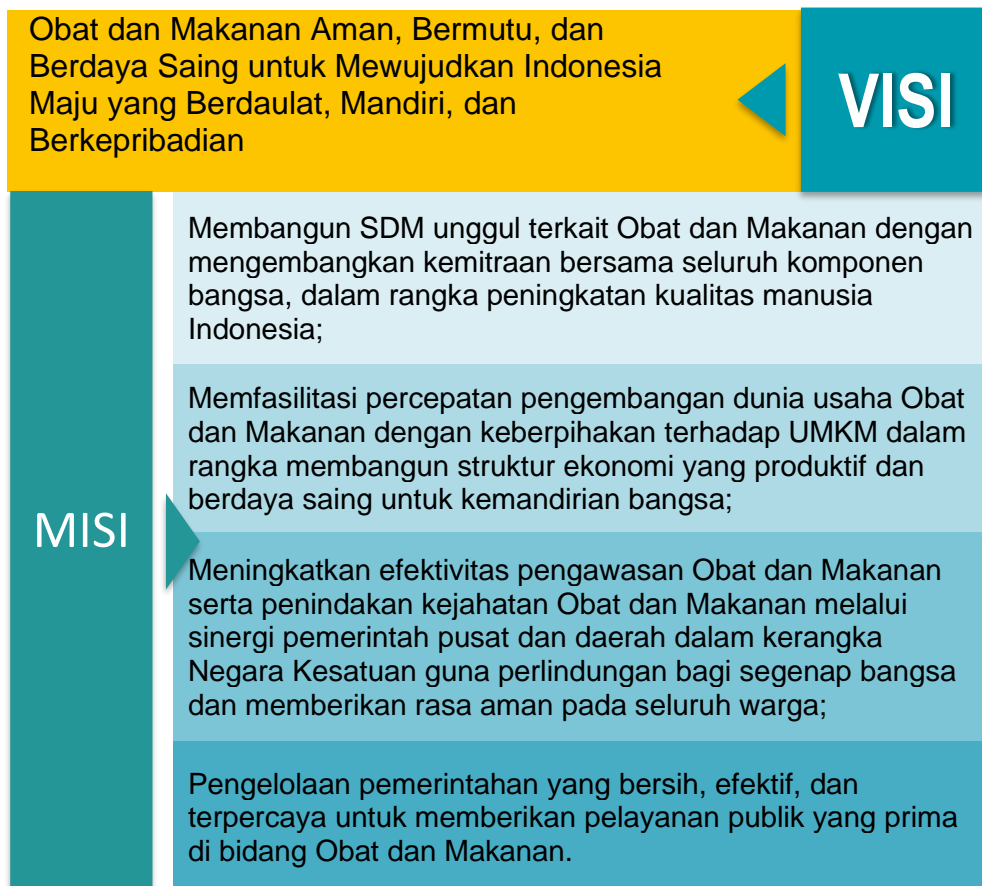 Obat dan Makanan Aman, Bermutu, dan
Berdaya Saing untuk Mewujudkan Indonesia
Maju yang Berdaulat, Mandiri, dan
Berkepribadian
VISI
MISI
Membangun SDM unggul terkait Obat dan Makanan dengan
mengembangkan kemitraan bersama seluruh komponen
bangsa, dalam rangka peningkatan kualitas manusia
Indonesia;
Memfasilitasi percepatan pengembangan dunia usaha Obat
dan Makanan dengan keberpihakan terhadap UMKM dalam
rangka membangun struktur ekonomi yang produktif dan
berdaya saing untuk kemandirian bangsa;
Meningkatkan efektivitas pengawasan Obat dan Makanan
serta penindakan kejahatan Obat dan Makanan melalui
sinergi pemerintah pusat dan daerah dalam kerangka
Negara Kesatuan guna perlindungan bagi segenap bangsa
dan memberikan rasa aman pada seluruh warga;
Pengelolaan pemerintahan yang bersih, efektif, dan
terpercaya untuk memberikan pelayanan publik yang prima
di bidang Obat dan Makanan.